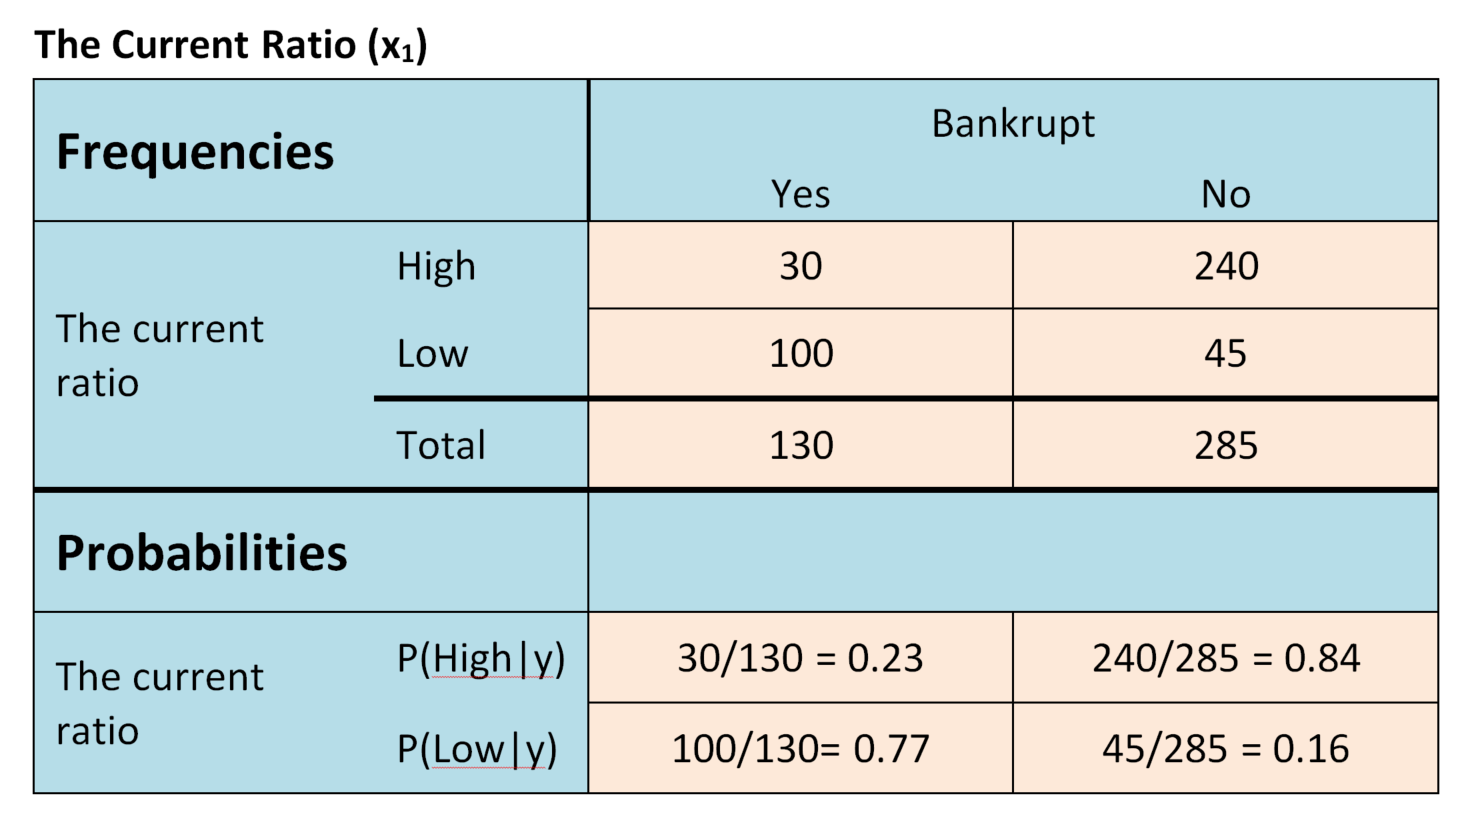 The Current Ratio (x₁)
Frequencies
Bankrupt
Yes No
The current ratio
High 30 240
Low 100 45
Total 130 285
Probabilities
The current ratio
P(High|y) 30/130 = 0.23 240/285 = 0.84
P(Low|y) 100/130= 0.77 45/285 = 0.16